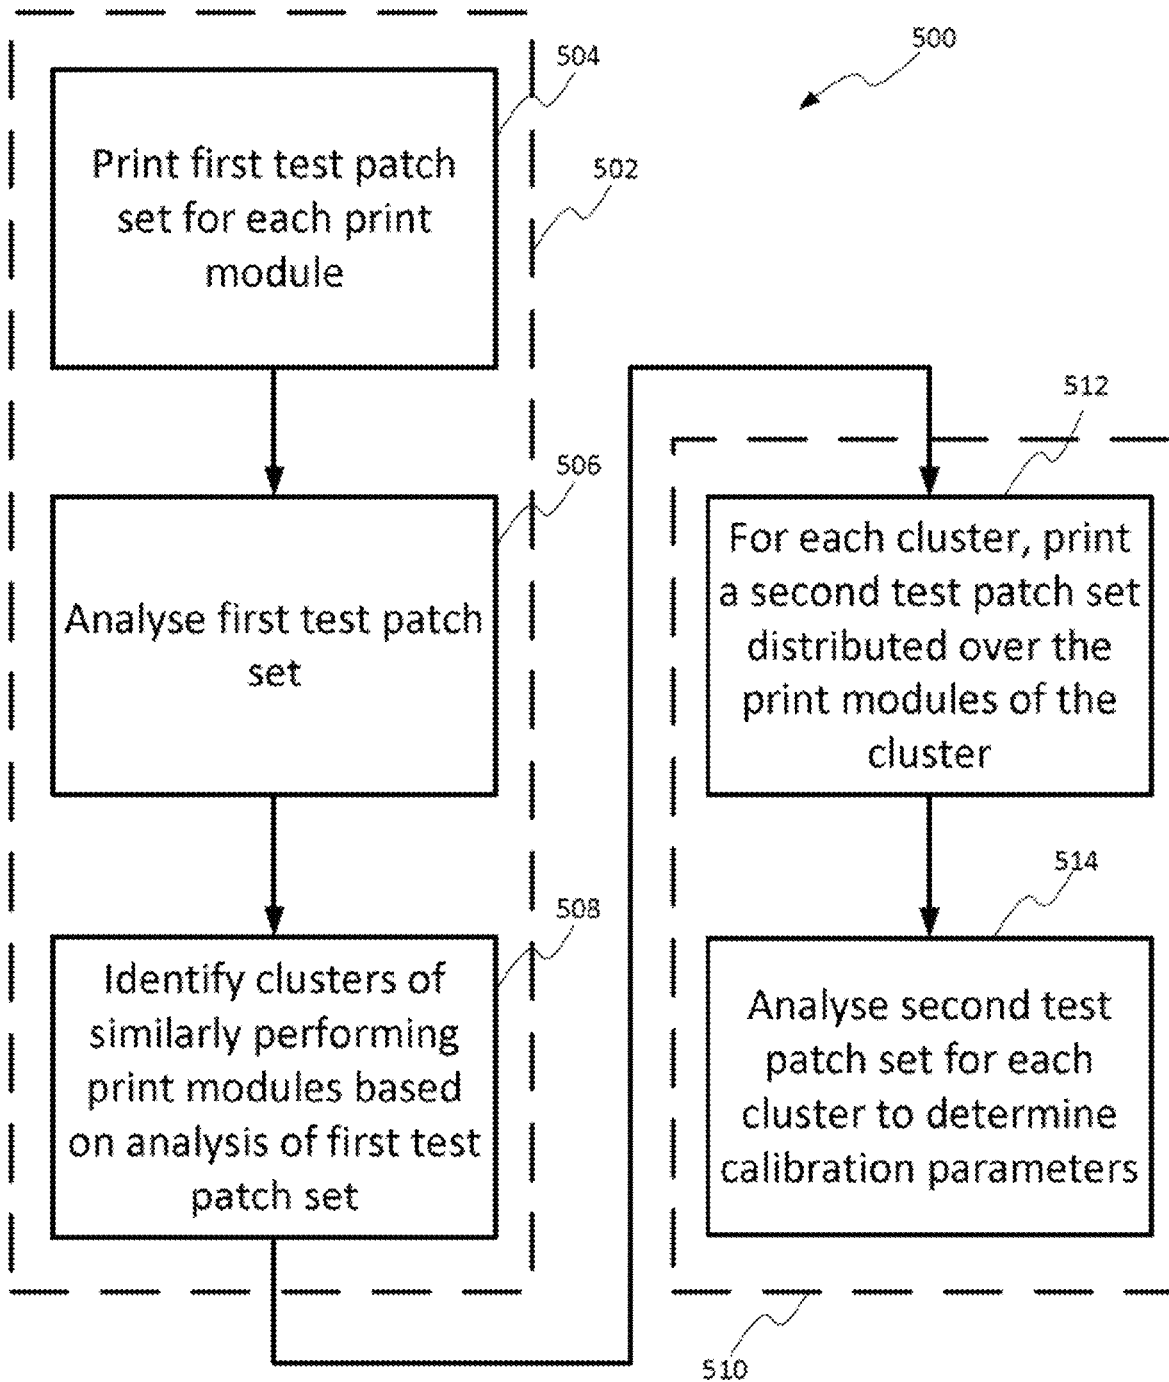 500
502
504
Print first test patch
set for each print
module
506
Analyse first test patch
set
508
Identify clusters of
similarly performing
print modules based
on analysis of first test
patch set
510
512
For each cluster, print
a second test patch set
distributed over the
print modules of the
cluster
514
Analyse second test
patch set for each
cluster to determine
calibration parameters